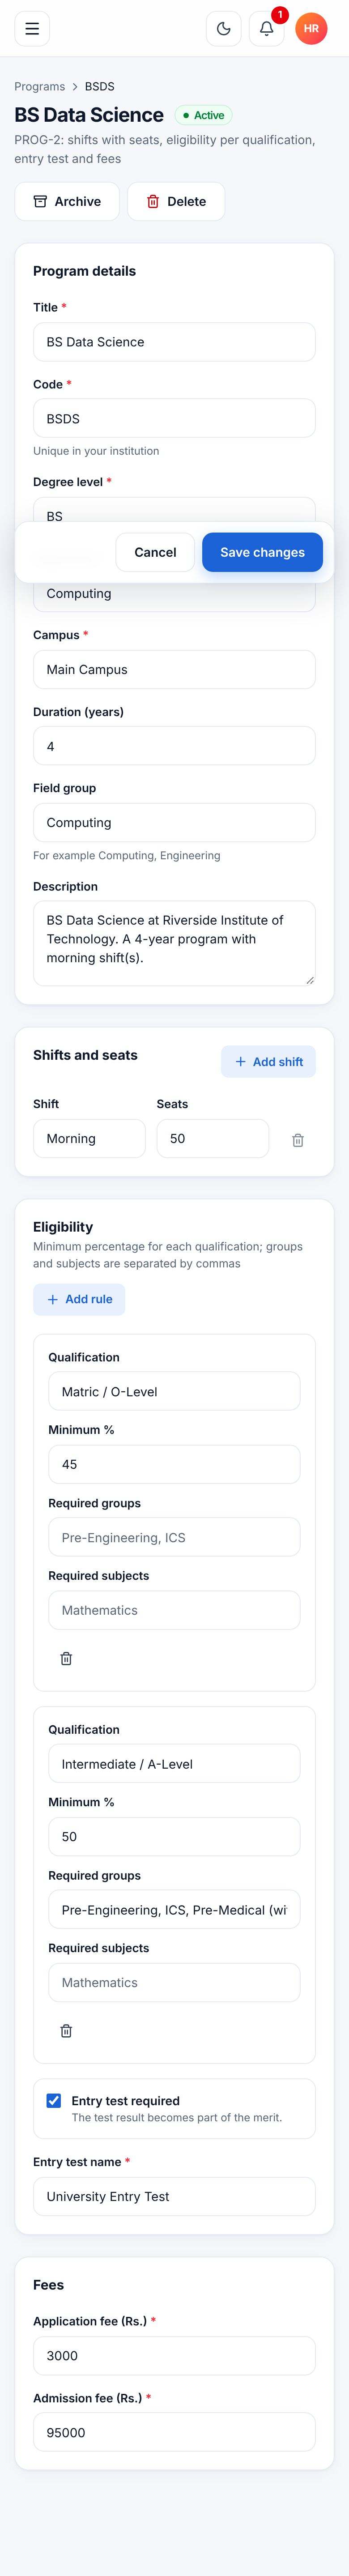 1
HR
Programs > BSDS
BS Data Science
Active
PROG-2: shifts with seats, eligibility per qualification,
entry test and fees
Archive
Delete
Program details
Title *
BS Data Science
Code *
BSDS
Unique in your institution
Degree level *
BS
Cancel
Save changes
Computing
Campus *
Main Campus
Duration (years)
4
Field group
Computing
For example Computing, Engineering
Description
BS Data Science at Riverside Institute of
Technology. A 4-year program with
morning shift(s).
Shifts and seats
+ Add shift
Shift
Seats
Morning
50
Eligibility
Minimum percentage for each qualification; groups
and subjects are separated by commas
+ Add rule
Qualification
Matric / O-Level
Minimum %
45
Required groups
Pre-Engineering, ICS
Required subjects
Mathematics
Qualification
Intermediate / A-Level
Minimum %
50
Required groups
Pre-Engineering, ICS, Pre-Medical
Required subjects
Mathematics
Entry test required
The test result becomes part of the merit.
Entry test name *
University Entry Test
Fees
Application fee (Rs.) *
3000
Admission fee (Rs.) *
95000